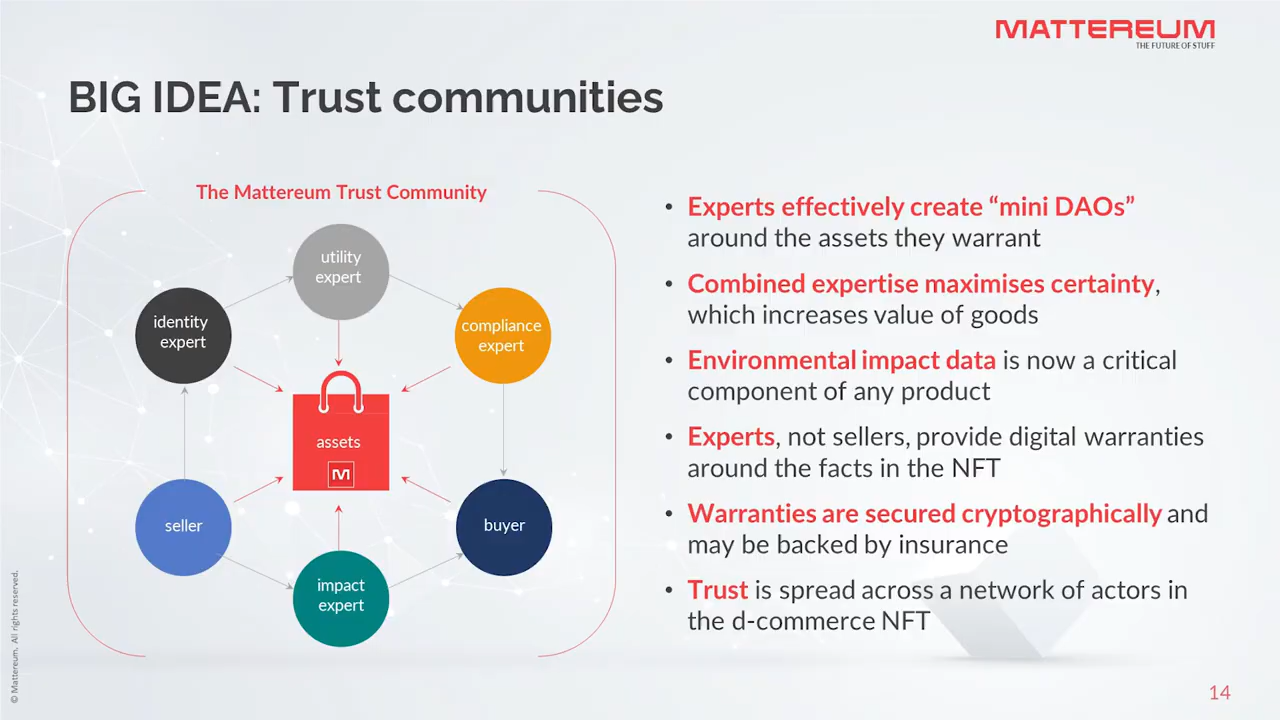 MATTEREUM
THE FUTURE OF STUFF
BIG IDEA: Trust communities
The Mattereum Trust Community
utility
expert
identity
expert
compliance
expert
assets
M
seller
buyer
impact
expert
• Experts effectively create “mini DAOs”
around the assets they warrant
• Combined expertise maximises certainty,
which increases value of goods
• Environmental impact data is now a critical
component of any product
• Experts, not sellers, provide digital warranties
around the facts in the NFT
• Warranties are secured cryptographically and
may be backed by insurance
• Trust is spread across a network of actors in
the d-commerce NFT
© Mattereum. All rights reserved.
14